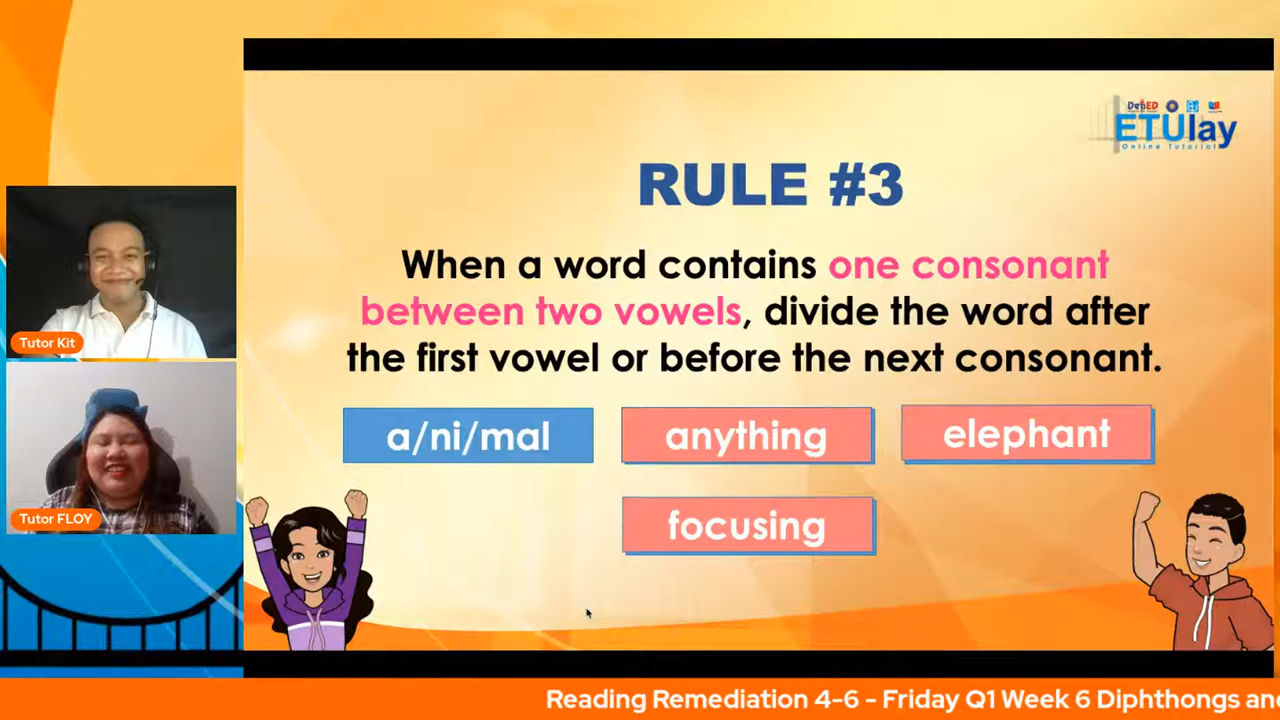 DepED
ETUlay
Online Tutorial
RULE #3
When a word contains one consonant
between two vowels, divide the word after
the first vowel or before the next consonant.
a/ni/mal
anything
elephant
focusing
Tutor Kit
Tutor FLOY
Reading Remediation 4-6 - Friday Q1 Week 6 Diphthongs and